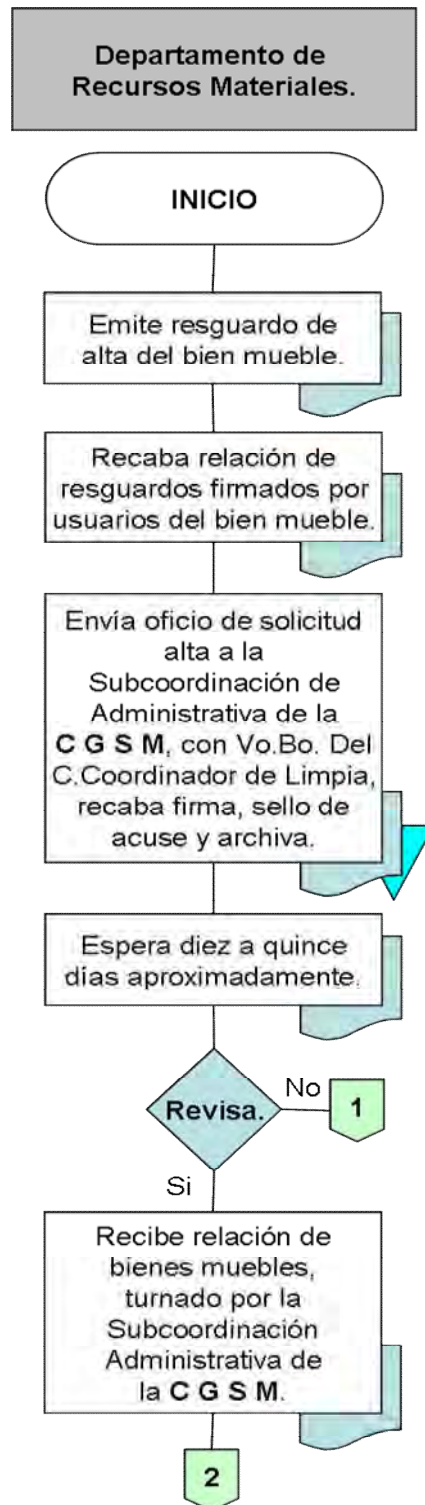 Departamento de
Recursos Materiales.
INICIO
Emite resguardo de
alta del bien mueble.
Recaba relación de
resguardos firmados por
usuarios del bien mueble.
Envía oficio de solicitud
alta a la
Subcoordinación de
Administrativa de la
C G S M, con Vo.Bo. Del
C.Coordinador de Limpia,
recaba firma, sello de
acuse y archiva.
Espera diez a quince
días aproximadamente.
Revisa.
No
1
Si
Recibe relación de
bienes muebles,
turnado por la
Subcoordinación
Administrativa de
la C G S M.
2